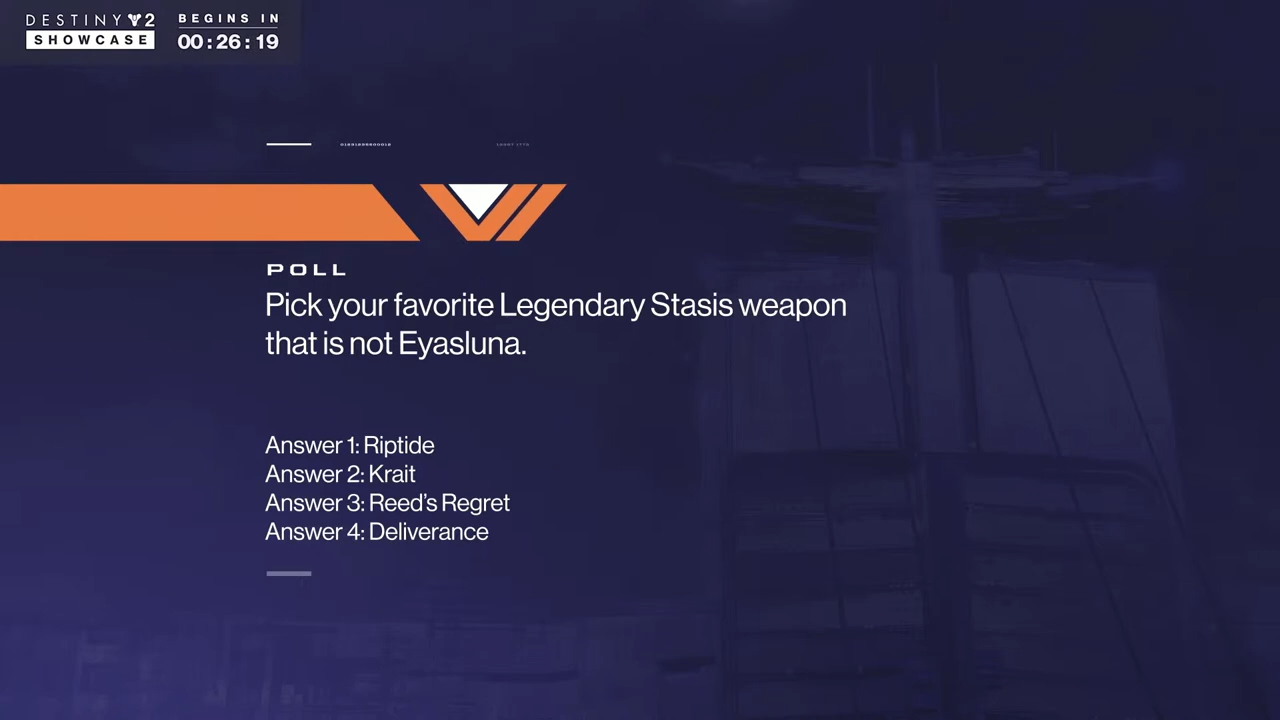 DESTINY 2
SHOWCASE
BEGINS IN
00:26:19
POLL
Pick your favorite Legendary Stasis weapon
that is not Eyasluna.
Answer 1: Riptide
Answer 2: Krait
Answer 3: Reed’s Regret
Answer 4: Deliverance